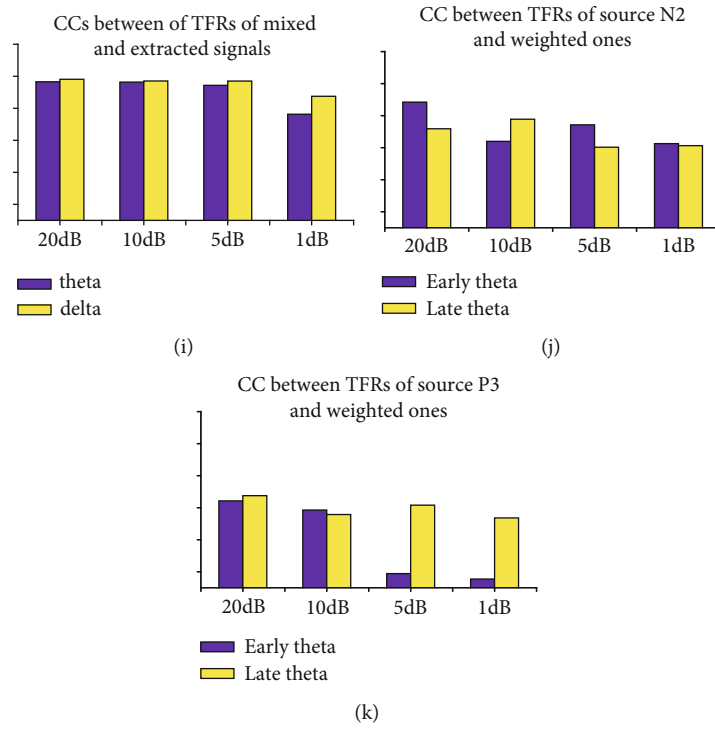 CCs between of TFRs of mixed
and extracted signals
20dB 10dB 5dB 1dB
theta
delta
(i)
CC between TFRs of source N2
and weighted ones
20dB 10dB 5dB 1dB
Early theta
Late theta
(j)
CC between TFRs of source P3
and weighted ones
20dB 10dB 5dB 1dB
Early theta
Late theta
(k)